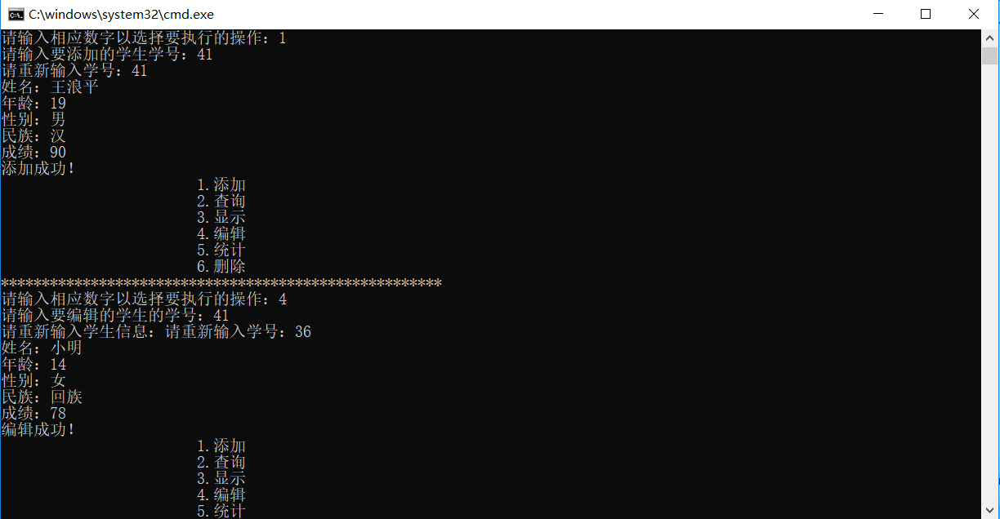 C:\windows\system32\cmd.exe
请输入相应数字以选择要执行的操作：1
请输入要添加的学生学号：41
请重新输入学号：41
姓名：王浪平
年龄：19
性别：男
民族：汉
成绩：90
添加成功！
1.添加
2.查询
3.显示
4.编辑
5.统计
6.删除
******************************************************
请输入相应数字以选择要执行的操作：4
请输入要编辑的学生的学号：41
请重新输入学生信息：请重新输入学号：36
姓名：小明
年龄：14
性别：女
民族：回族
成绩：78
编辑成功！
1.添加
2.查询
3.显示
4.编辑
5.统计